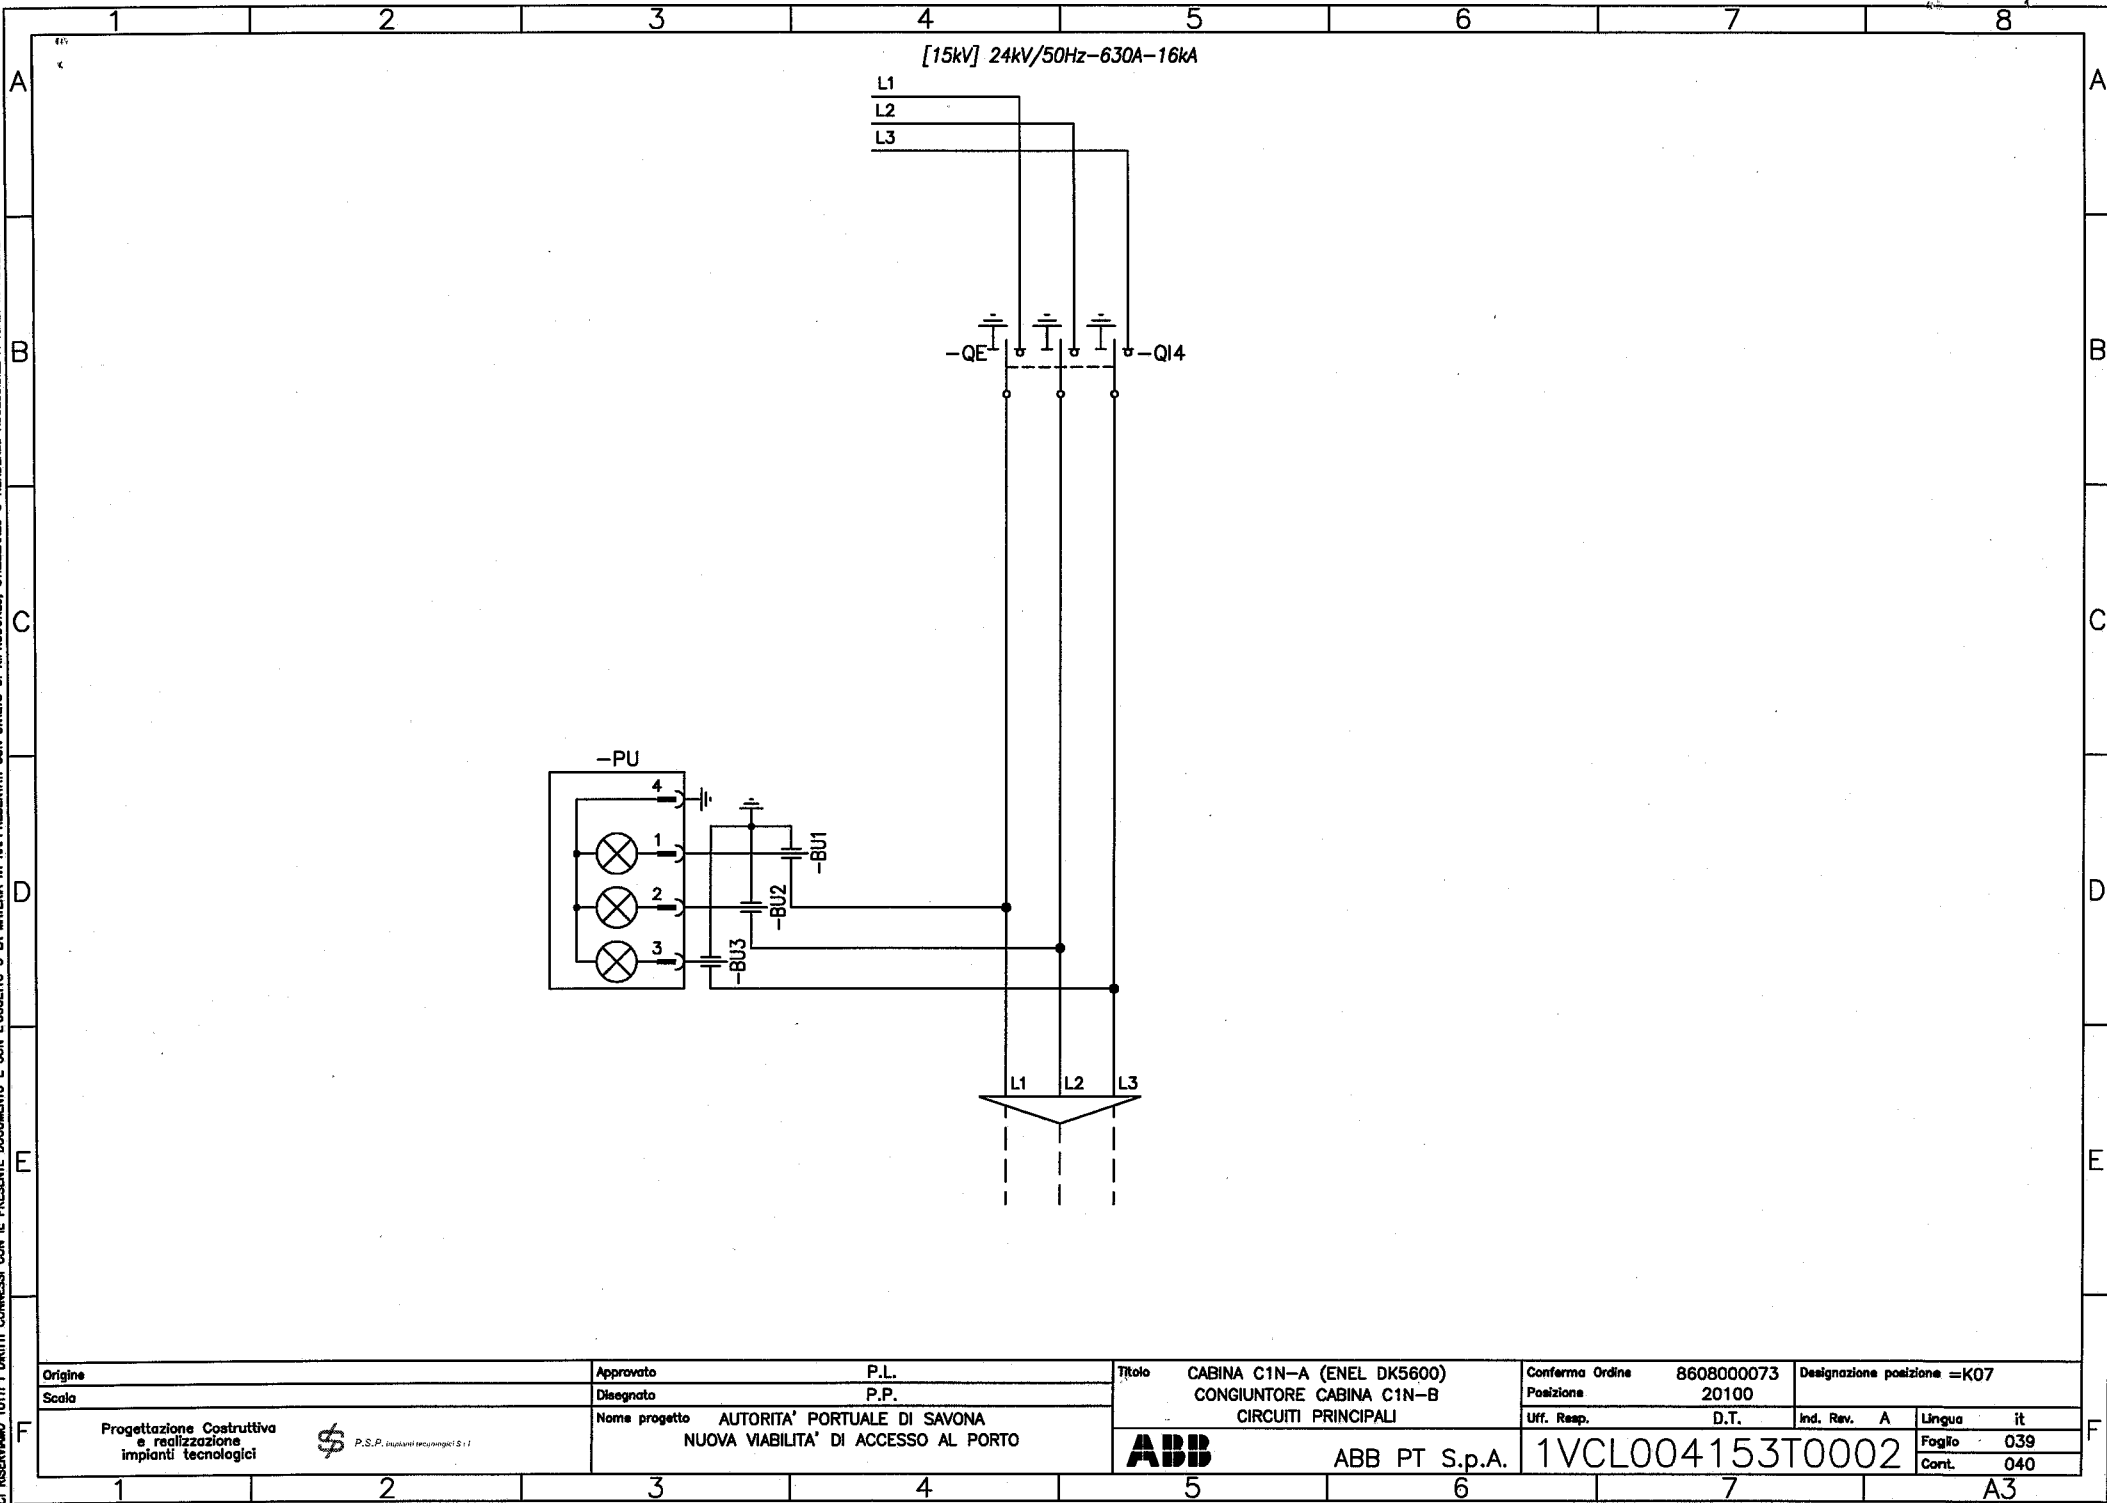 1 2 3 4 5 6 7 8
[15kV] 24kV/50Hz-630A-16kA
A A
L1
L2
L3
B B
-QE -QI4
C C
-PU
4
1
-BU1
D D
2
-BU2
3
-BU3
L1 L2 L3
E E
Origine
Scala
Progettazione Costruttiva
e realizzazione
impianti tecnologici
P.S.P.
Approvato P.L.
Disegnato P.P.
Nome progetto AUTORITA' PORTUALE DI SAVONA
NUOVA VIABILITA' DI ACCESSO AL PORTO
Titolo CABINA C1N-A (ENEL DK5600)
CONGIUNTORE CABINA C1N-B
CIRCUITI PRINCIPALI
ABB ABB PT S.p.A.
Conferma Ordine 8608000073
Posizione 20100
Designazione posizione =K07
Uff. Resp. D.T.
Ind. Rev. A
Lingua it
1VCL004153T0002
Foglio 039
Cont. 040
F F
1 2 3 4 5 6 7 A3